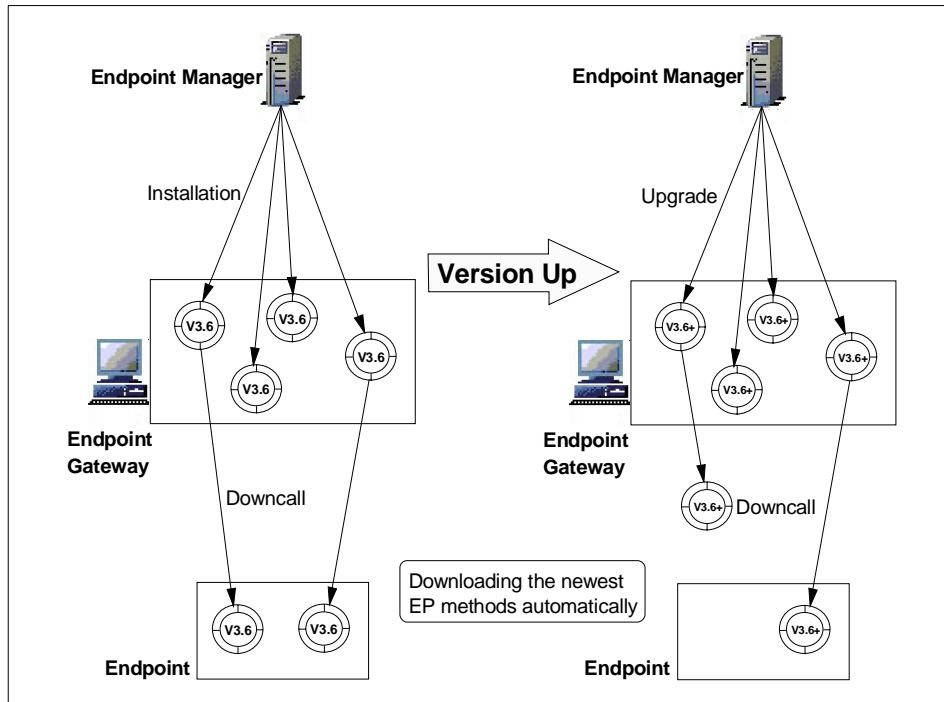 Endpoint Manager
Endpoint Manager
Installation
Upgrade
Version Up
V3.6
V3.6
V3.6
V3.6
V3.6+
V3.6+
V3.6+
V3.6+
Endpoint
Gateway
Endpoint
Gateway
Downcall
V3.6+
Downcall
Downloading the newest
EP methods automatically
V3.6
V3.6
V3.6+
Endpoint
Endpoint